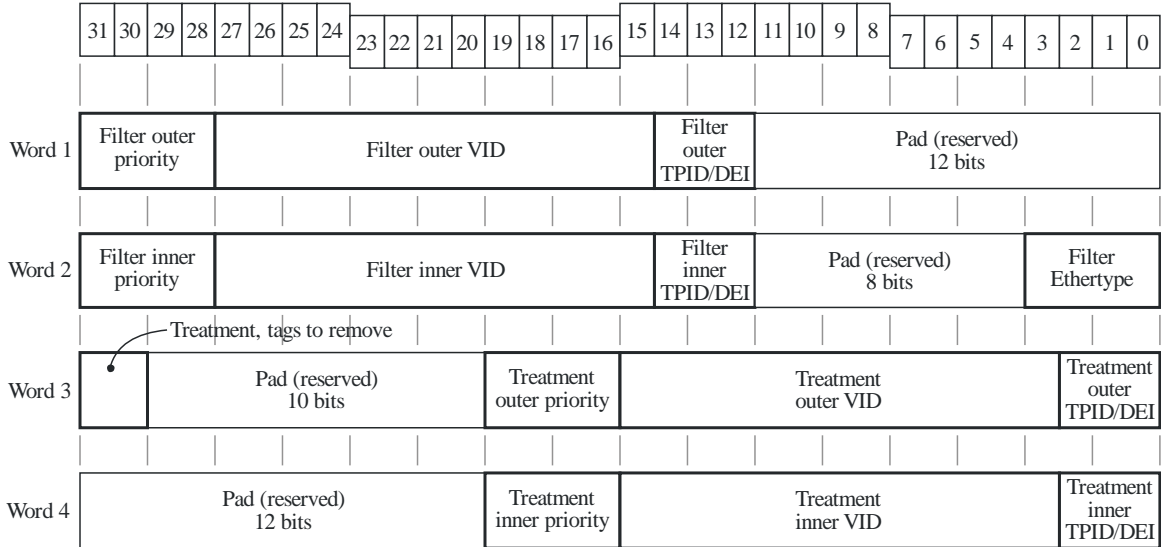 31 30 29 28 27 26 25 24 23 22 21 20 19 18 17 16 15 14 13 12 11 10 9 8 7 6 5 4 3 2 1 0
Word 1
Filter outer
priority
Filter outer VID
Filter
outer
TPID/DEI
Pad (reserved)
12 bits
Word 2
Filter inner
priority
Filter inner VID
Filter
inner
TPID/DEI
Pad (reserved)
8 bits
Filter
Ethertype
Treatment, tags to remove
Word 3
Pad (reserved)
10 bits
Treatment
outer priority
Treatment
outer VID
Treatment
outer
TPID/DEI
Word 4
Pad (reserved)
12 bits
Treatment
inner priority
Treatment
inner VID
Treatment
inner
TPID/DEI